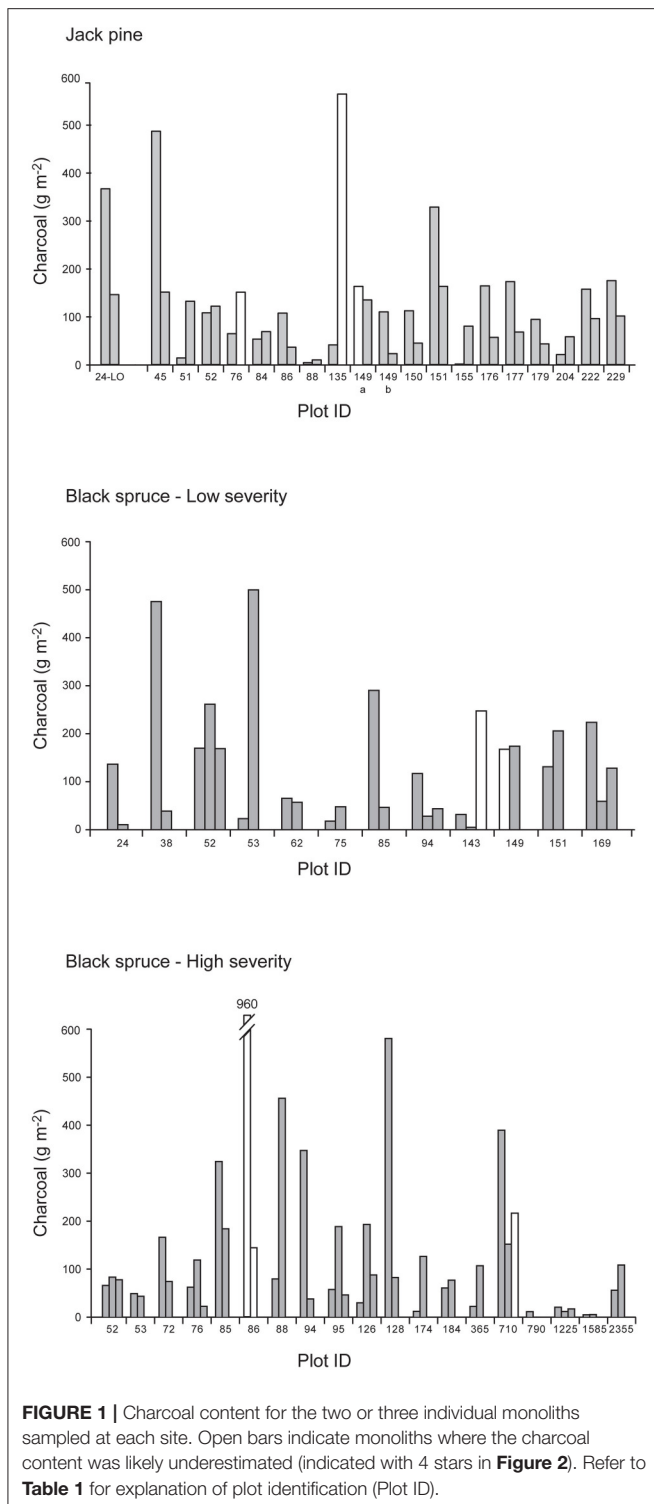 Jack pine
600
500
400
300
200
100
0
Charcoal (g m-2)
24-LO 45 51 52 76 84 86 88 135 149 a 149 b 150 151 155 176 177 179 204 222 229
Plot ID
Black spruce - Low severity
600
500
400
300
200
100
0
Charcoal (g m-2)
24 38 52 53 62 75 85 94 143 149 151 169
Plot ID
Black spruce - High severity
960
600
500
400
300
200
100
0
Charcoal (g m-2)
52 53 72 76 85 86 88 94 95 126 128 174 184 365 710 790 1225 1585 2355
Plot ID
FIGURE 1 | Charcoal content for the two or three individual monoliths
sampled at each site. Open bars indicate monoliths where the charcoal
content was likely underestimated (indicated with 4 stars in Figure 2). Refer to
Table 1 for explanation of plot identification (Plot ID).